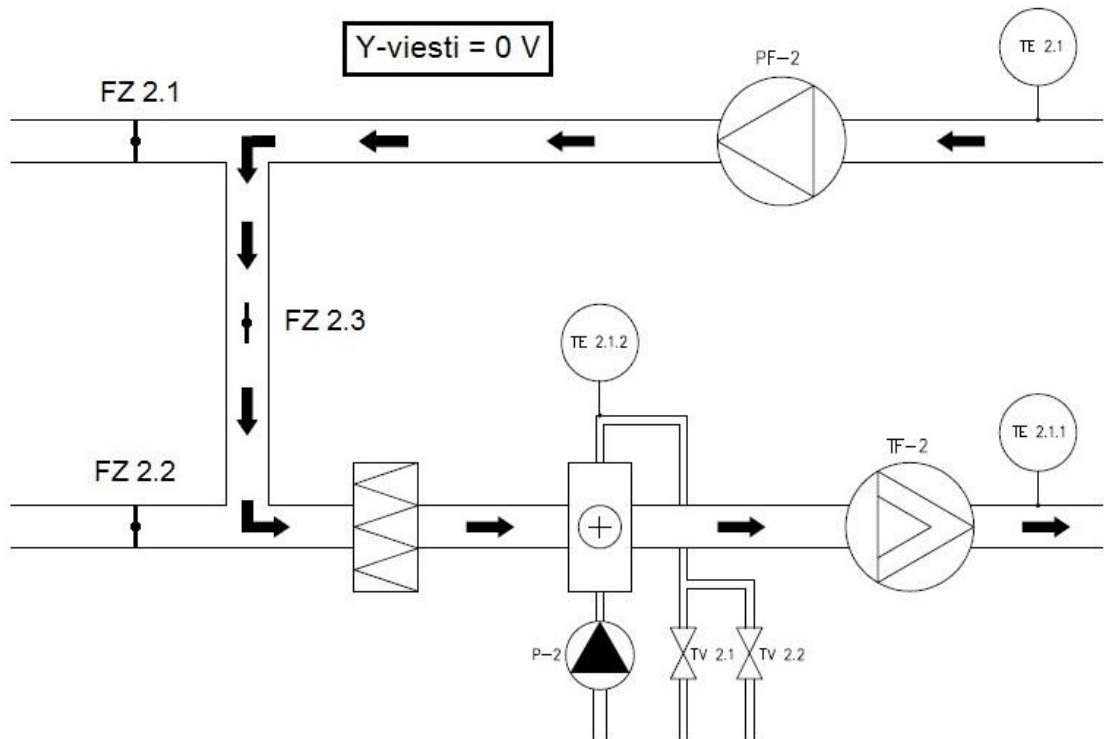 Y-viesti = 0 V
TE 2.1
PF-2
FZ 2.1
FZ 2.3
TE 2.1.2
TE 2.1.1
TF-2
FZ 2.2
P-2
TV 2.1
TV 2.2